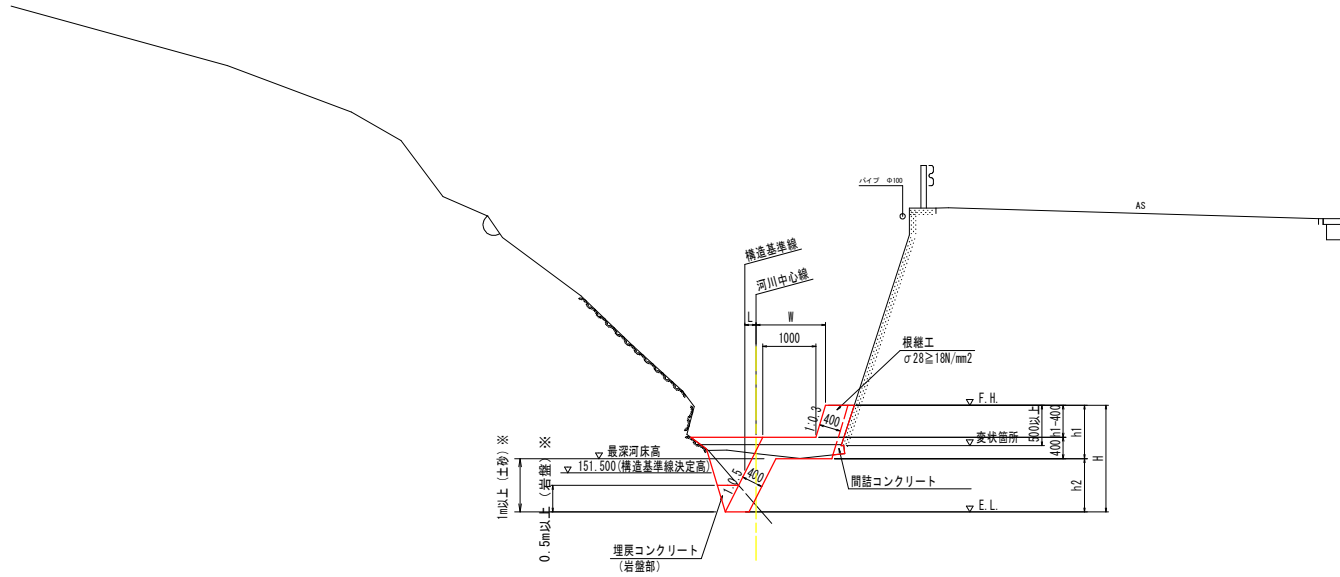 パイプ Φ100
AS
構造基準線
河川中心線
L
W
1000
根継工
σ28≧18N/mm2
F.H.
1:0.3
400
500以上
h1-400
400
h1
H
h2
変状箇所
最深河床高
151.500(構造基準線決定高)
1m以上(土砂)※
0.5m以上(岩盤)※
1:0.5
400
間詰コンクリート
E.L.
埋戻コンクリート
(岩盤部)